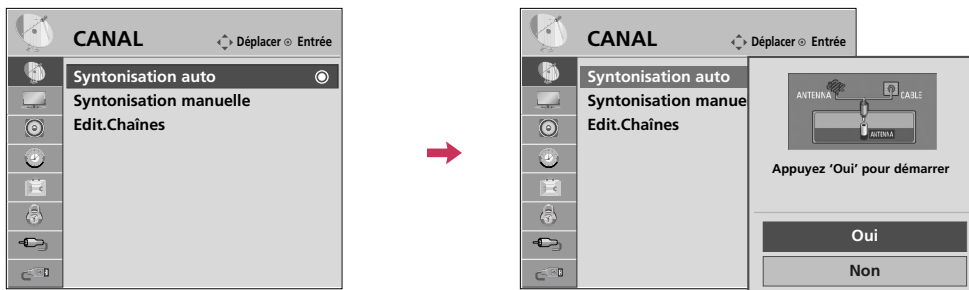 CANAL
Déplacer Entrée
Syntonisation auto
Syntonisation manuelle
Edit.Chaînes
CANAL
Déplacer Entrée
Syntonisation auto
Syntonisation manue
Edit.Chaînes
ANTENNA CABLE
ANTENNA
Appuyez ‘Oui’ pour démarrer
Oui
Non